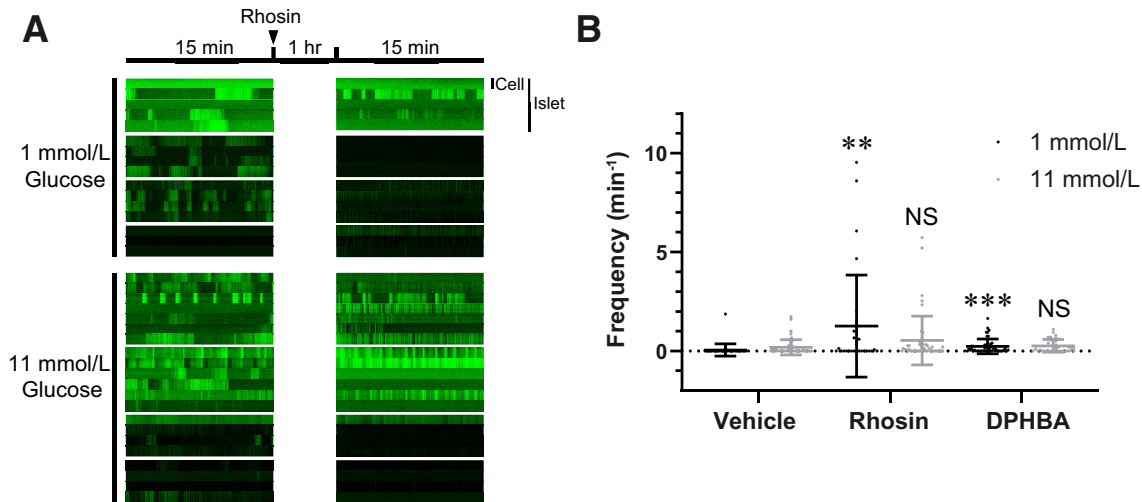 A
Rhosin
15 min
1 hr
15 min
Cell
Islet
1 mmol/L
Glucose
11 mmol/L
Glucose
B
Frequency (min⁻¹)
10
5
0
**
NS
***
NS
1 mmol/L
11 mmol/L
Vehicle
Rhosin
DPHBA